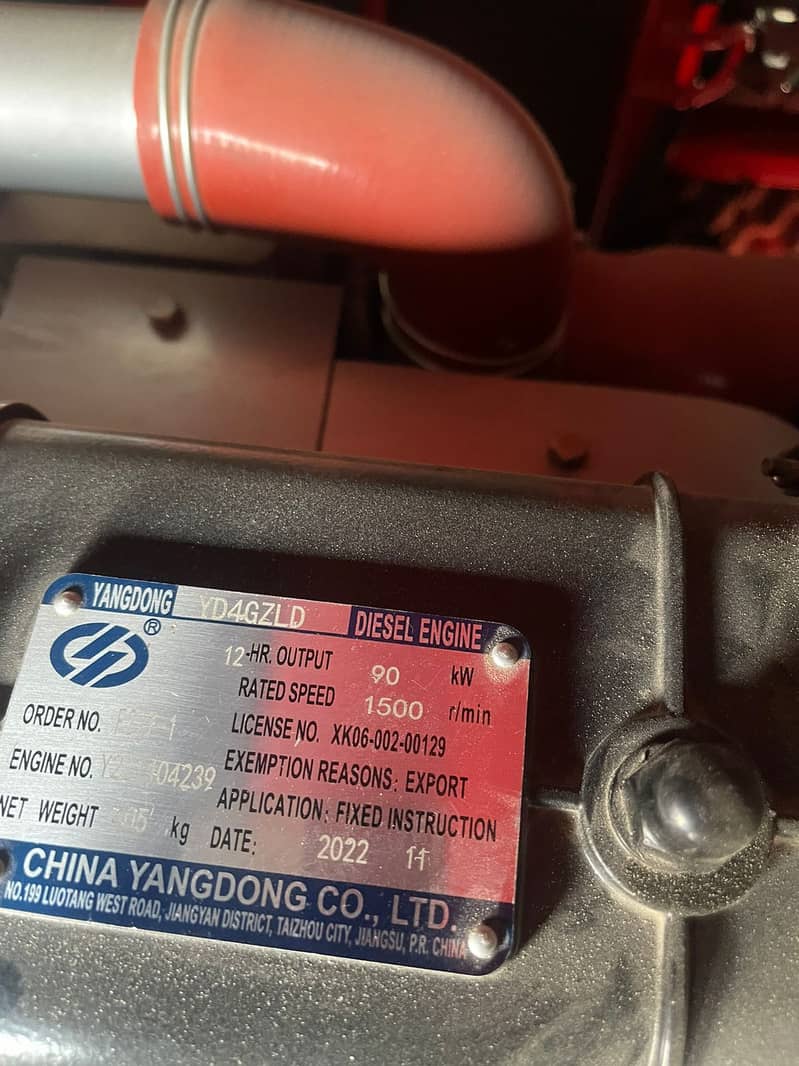 YANGDONG YD4GZLD DIESEL ENGINE
®
12-HR. OUTPUT 90 kW
RATED SPEED 1500 r/min
ORDER NO. LICENSE NO. XK06-002-00129
ENGINE NO. EXEMPTION REASONS: EXPORT
NET WEIGHT kg APPLICATION: FIXED INSTRUCTION
DATE: 2022 11
CHINA YANGDONG CO., LTD.
NO.199 LUOTANG WEST ROAD, JIANGYAN DISTRICT, TAIZHOU CITY, JIANGSU, P.R. CHINA